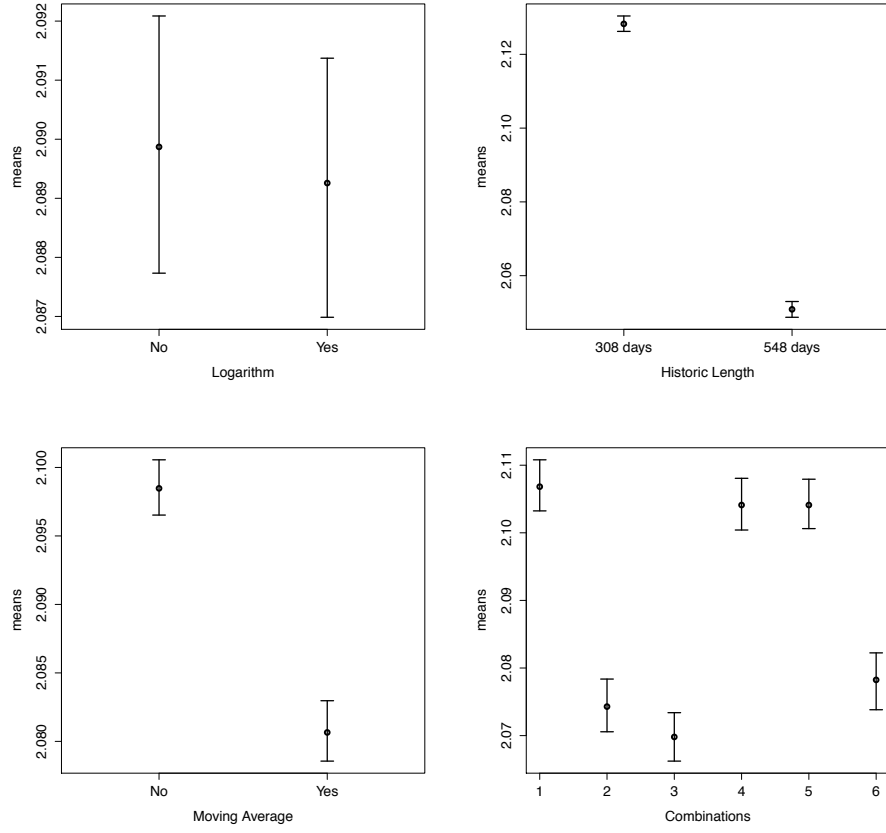 means
2.092
2.091
2.090
2.089
2.088
2.087
No Yes
Logarithm
means
2.12
2.10
2.08
2.06
308 days 548 days
Historic Length
means
2.100
2.095
2.090
2.085
2.080
No Yes
Moving Average
means
2.11
2.10
2.09
2.08
2.07
1 2 3 4 5 6
Combinations